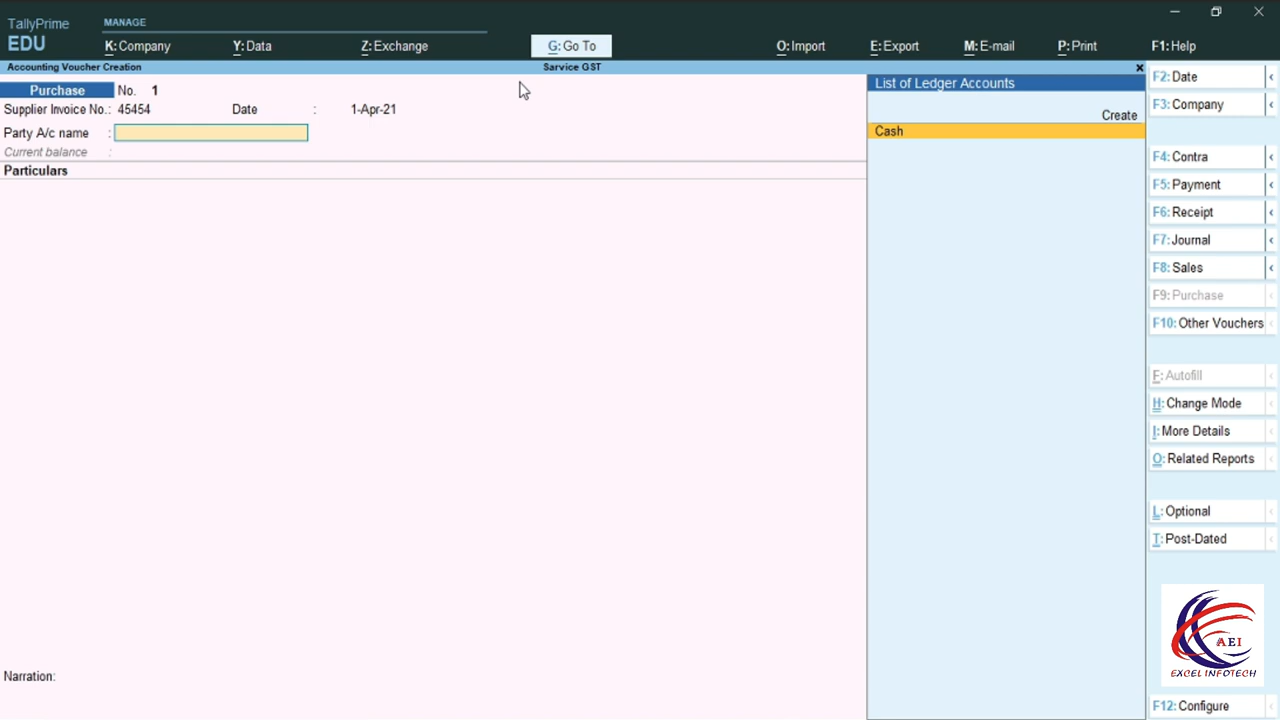 TallyPrime
EDU
MANAGE
K: Company
Y: Data
Z: Exchange
G: Go To
O: Import
E: Export
M: E-mail
P: Print
F1: Help
Accounting Voucher Creation
Sarvice GST
Purchase No. 1
Supplier Invoice No.: 45454 Date : 1-Apr-21
Party A/c name :
Current balance :
Particulars
Narration:
List of Ledger Accounts
Create
Cash
F2: Date
F3: Company
F4: Contra
F5: Payment
F6: Receipt
F7: Journal
F8: Sales
F9: Purchase
F10: Other Vouchers
F: Autofill
H: Change Mode
I: More Details
O: Related Reports
L: Optional
T: Post-Dated
AEI
EXCEL INFOTECH
F12: Configure